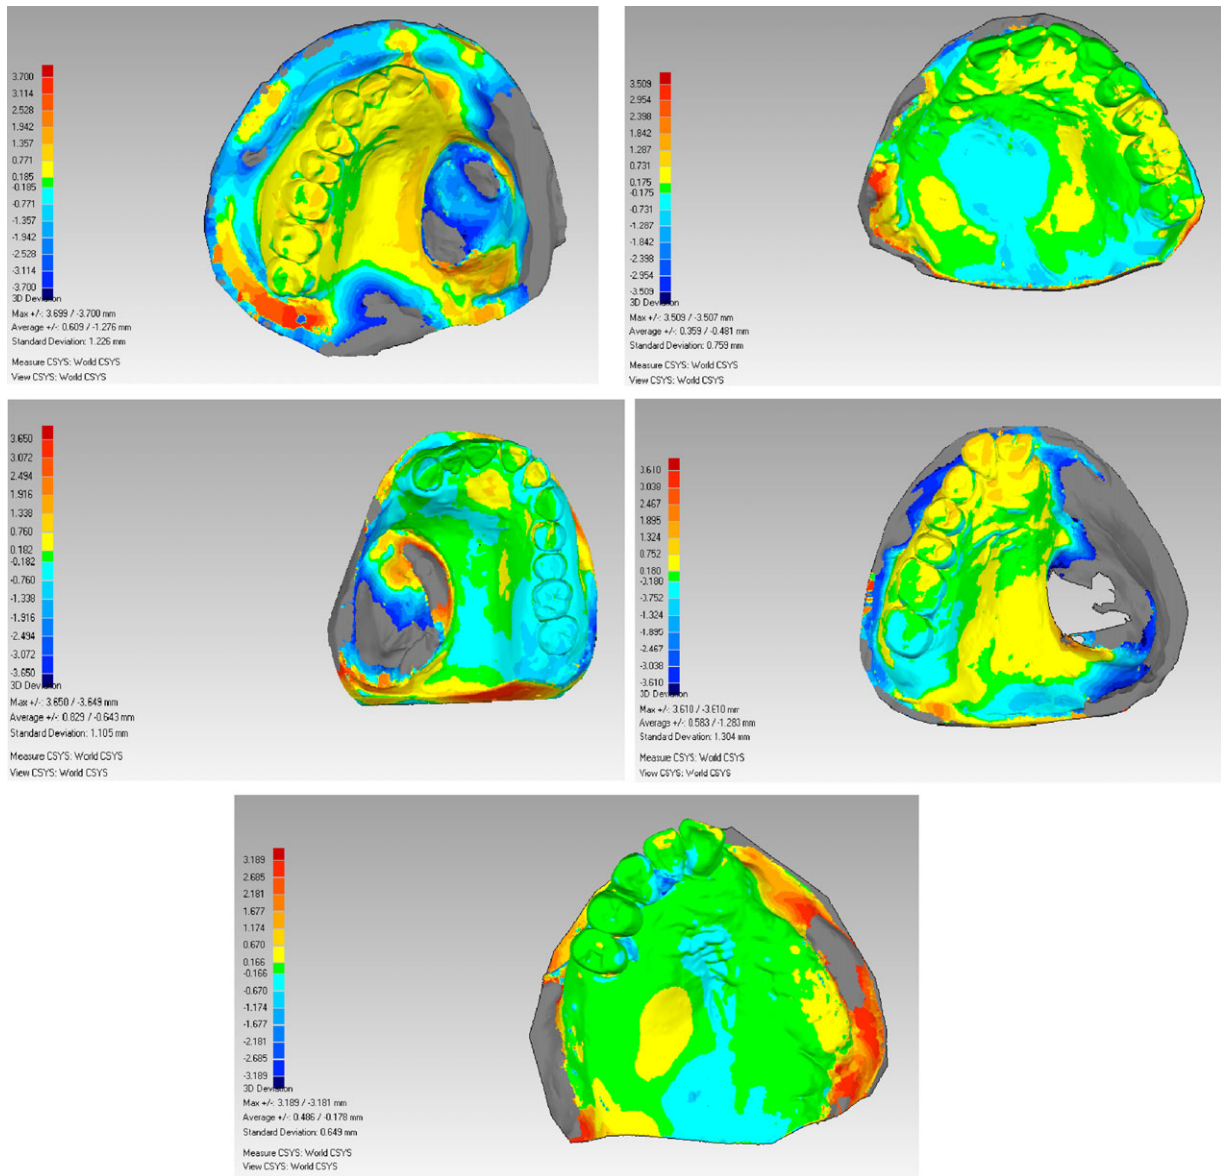 3.700
3.114
2.528
1.942
1.357
0.771
0.185
-0.185
-0.771
-1.357
-1.942
-2.528
-3.114
-3.700
3D Deviation
Max +/-: 3.699 / -3.700 mm
Average +/-: 0.609 / -1.276 mm
Standard Deviation: 1.226 mm
Measure CSYS: World CSYS
View CSYS: World CSYS
3.509
2.954
2.398
1.842
1.287
0.731
0.175
-0.175
-0.731
-1.287
-1.842
-2.398
-2.954
-3.509
3D Deviation
Max +/-: 3.509 / -3.507 mm
Average +/-: 0.359 / -0.481 mm
Standard Deviation: 0.759 mm
Measure CSYS: World CSYS
View CSYS: World CSYS
3.650
3.072
2.494
1.916
1.338
0.760
0.182
-0.182
-0.760
-1.338
-1.916
-2.494
-3.072
-3.650
3D Deviation
Max +/-: 3.650 / -3.649 mm
Average +/-: 0.829 / -0.643 mm
Standard Deviation: 1.105 mm
Measure CSYS: World CSYS
View CSYS: World CSYS
3.610
3.039
2.467
1.895
1.324
0.752
0.180
-0.180
-0.752
-1.324
-1.895
-2.467
-3.038
-3.610
3D Deviation
Max +/-: 3.610 / -3.610 mm
Average +/-: 0.583 / -1.283 mm
Standard Deviation: 1.304 mm
Measure CSYS: World CSYS
View CSYS: World CSYS
3.189
2.685
2.181
1.677
1.174
0.670
0.166
-0.166
-0.670
-1.174
-1.677
-2.181
-2.685
-3.189
3D Deviation
Max +/-: 3.189 / -3.181 mm
Average +/-: 0.486 / -0.178 mm
Standard Deviation: 0.649 mm
Measure CSYS: World CSYS
View CSYS: World CSYS